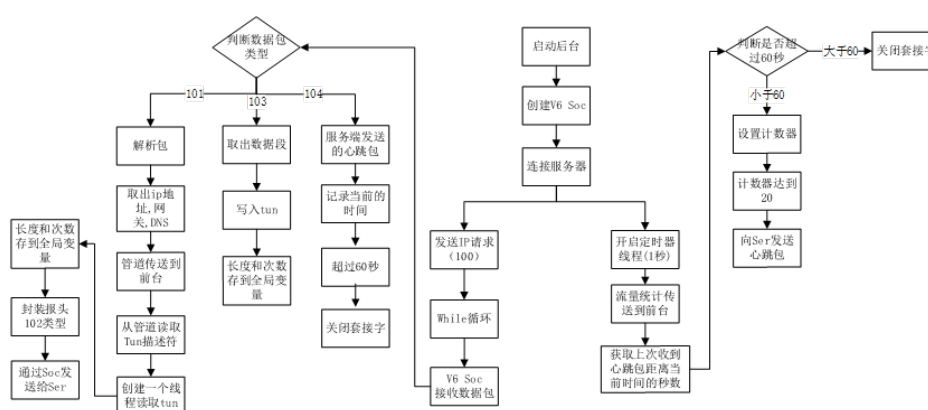 判断数据包
类型
101
103
104
解析包
取出ip地
址,网
关,DNS
管道传送到
前台
从管道读取
Tun描述符
创建一个线
程读取tun
长度和次数
存到全局变
量
封装报头
102类型
通过Soc发
送给Ser
取出数据段
写入tun
长度和次数
存到全局变
量
服务端发送
的心跳包
记录当前的
时间
超过60秒
关闭套接字
启动后台
创建V6 Soc
连接服务器
发送IP请求
(100)
While循环
V6 Soc
接收数据包
开启定时器
线程(1秒)
流量统计传
送到前台
获取上次收到
心跳包距离当
前时间的秒数
判断是否超
过60秒
大于60
关闭套接字
小于60
设置计数器
计数器达到
20
向Ser发送
心跳包